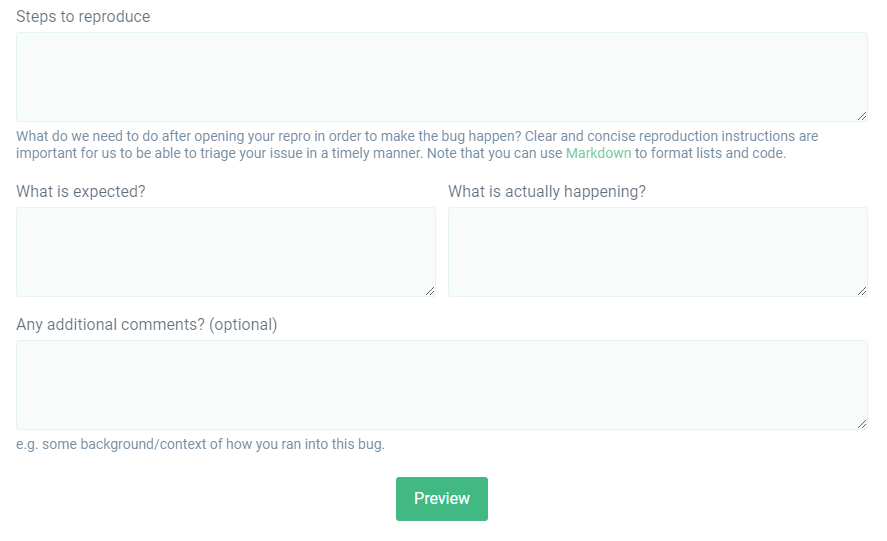 Steps to reproduce
What do we need to do after opening your repro in order to make the bug happen? Clear and concise reproduction instructions are
important for us to be able to triage your issue in a timely manner. Note that you can use Markdown to format lists and code.
What is expected?
What is actually happening?
Any additional comments? (optional)
e.g. some background/context of how you ran into this bug.
Preview